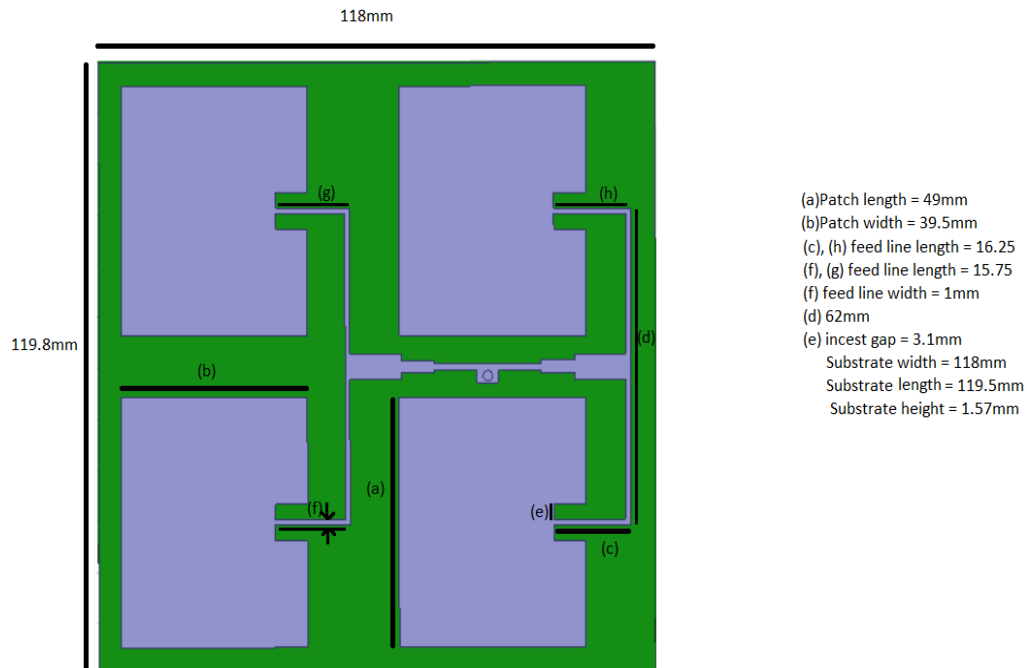 118mm
(g)
(h)
(a)Patch length = 49mm
(b)Patch width = 39.5mm
(c), (h) feed line length = 16.25
(f), (g) feed line length = 15.75
(f) feed line width = 1mm
(d) 62mm
(e) incest gap = 3.1mm
Substrate width = 118mm
Substrate length = 119.5mm
Substrate height = 1.57mm
119.8mm
(d)
(b)
(a)
(f)
(e)
(c)